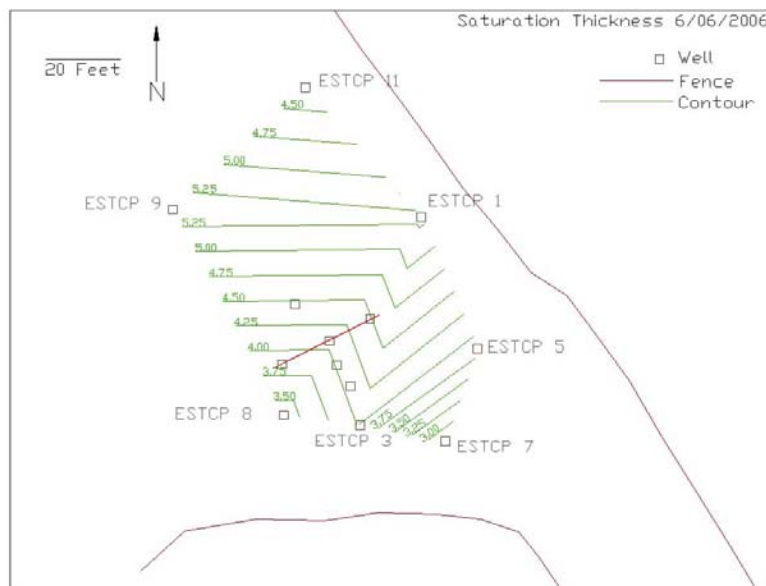 Saturation Thickness 6/06/2006
20 Feet
N
Well
Fence
Contour
ESTCP 11
4.50
4.75
5.00
5.25
ESTCP 9
ESTCP 1
5.25
5.00
4.75
4.50
4.25
4.00
3.75
3.50
ESTCP 5
ESTCP 8
ESTCP 3
3.75
3.50
3.25
3.00
ESTCP 7